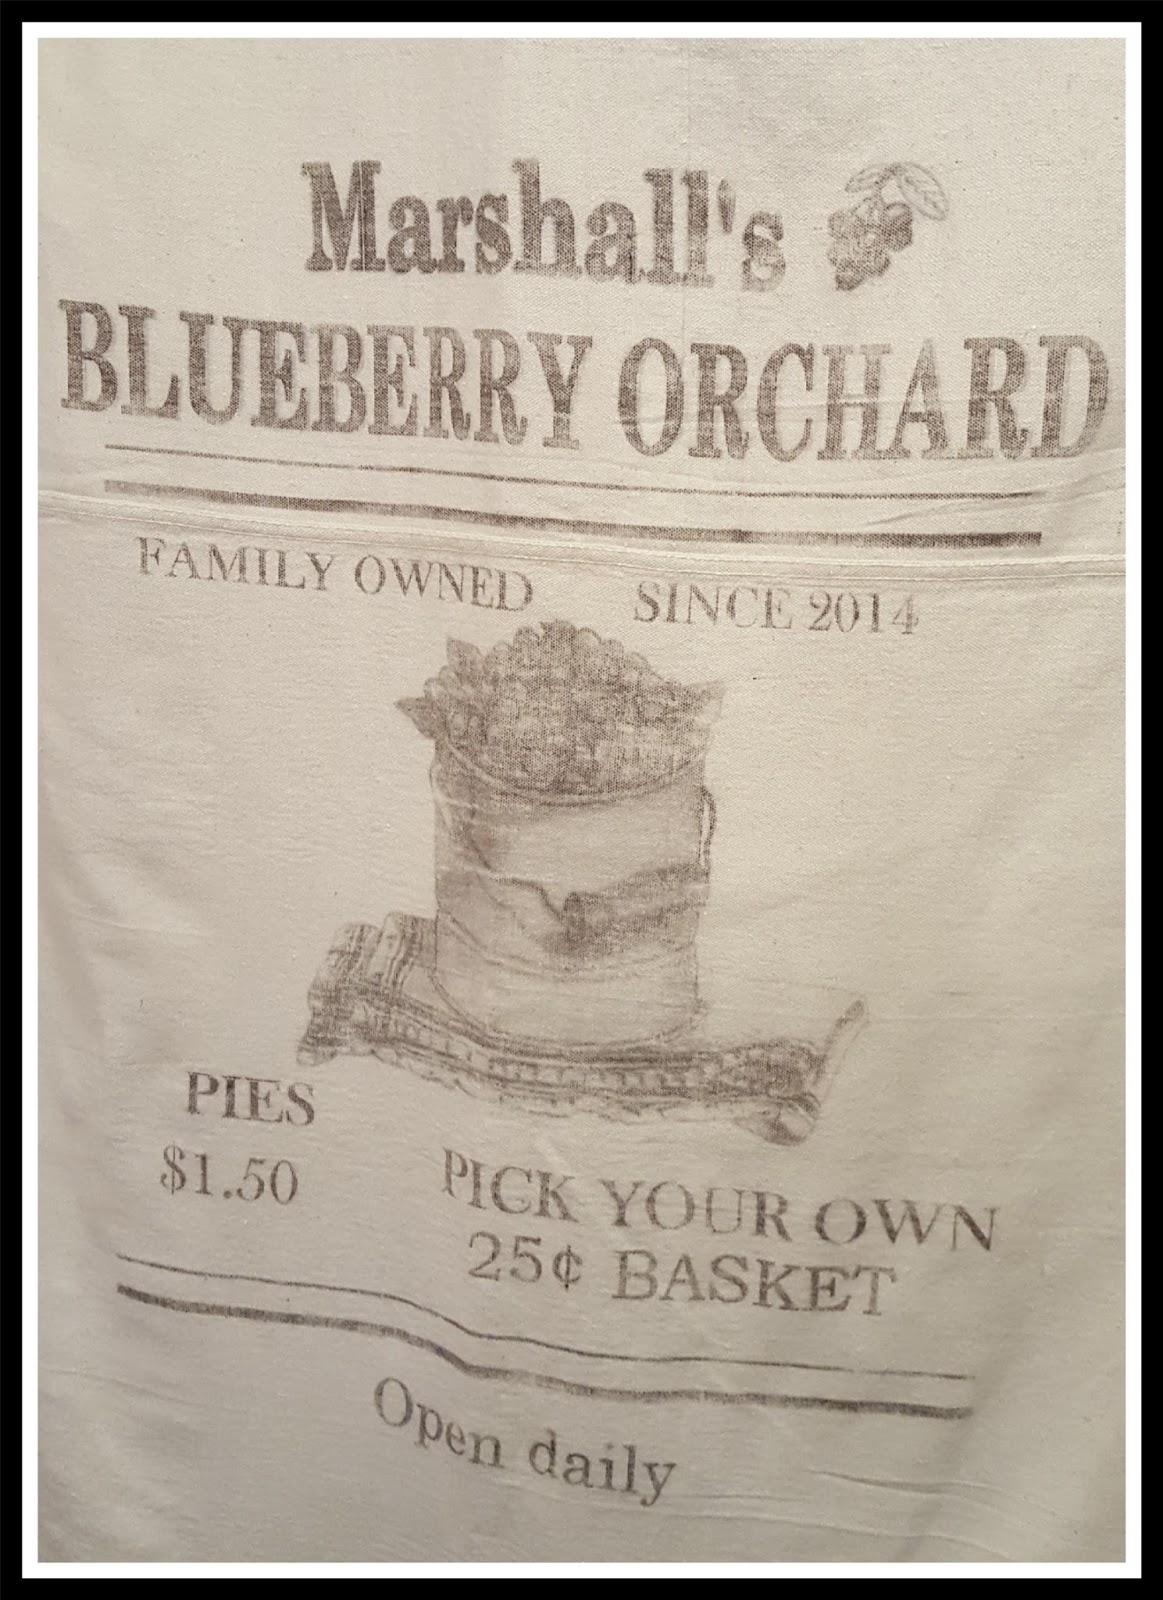 Marshall's
BLUEBERRY ORCHARD
FAMILY OWNED SINCE 2014
PIES
$1.50
PICK YOUR OWN
25¢ BASKET
Open daily